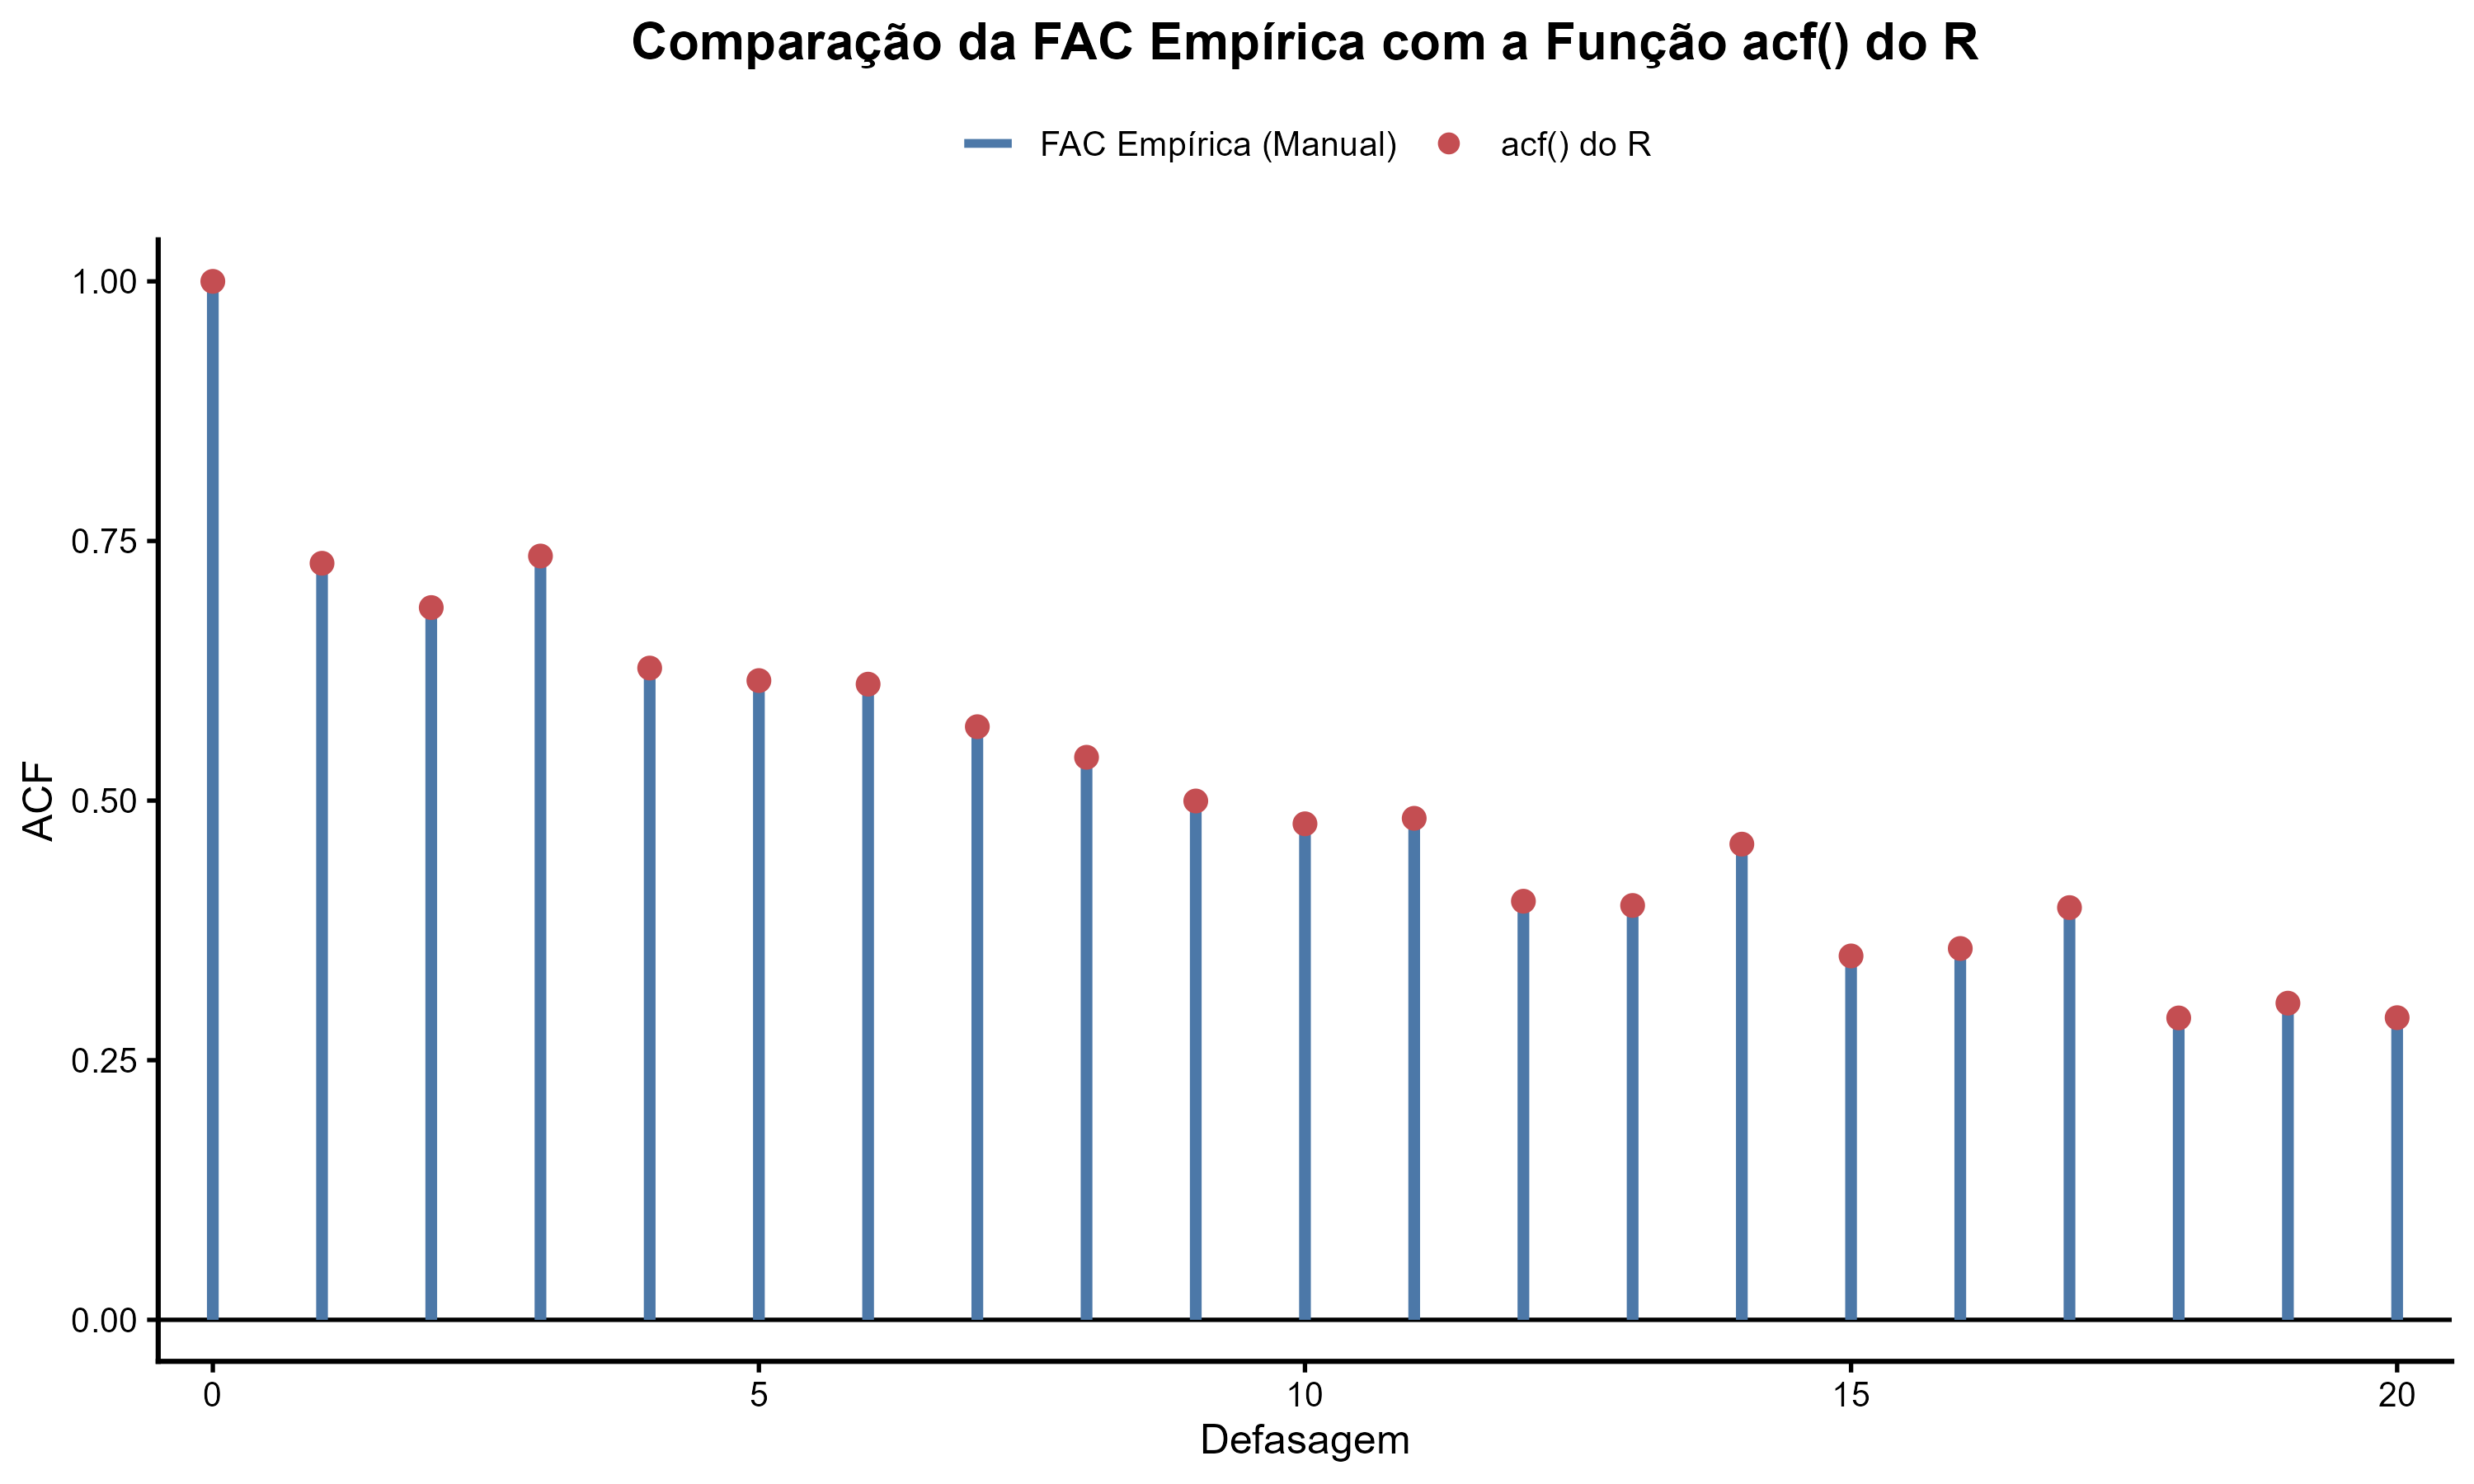 Comparação da FAC Empírica com a Função acf() do R
FAC Empírica (Manual) acf() do R
1.00
0.75
0.50
0.25
0.00
ACF
0 5 10 15 20
Defasagem